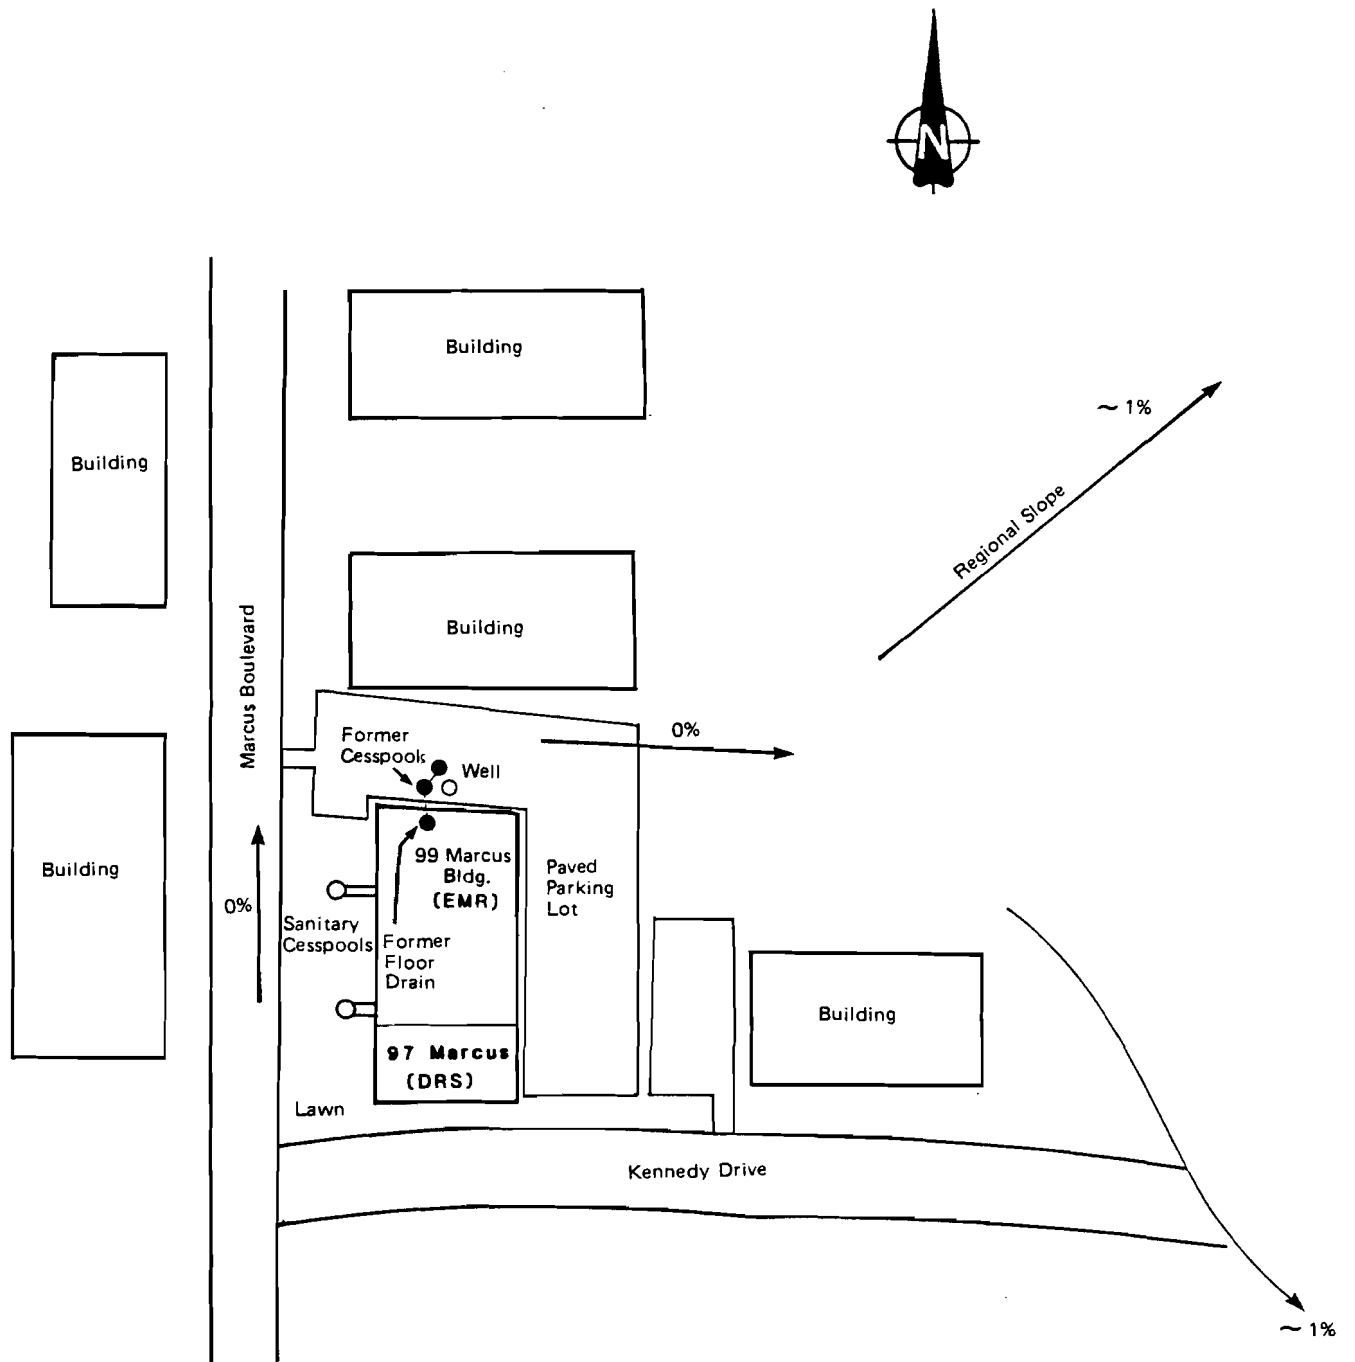 N
Building
~ 1%
Building
Regional Slope
Building
Marcus Boulevard
Former
Cesspools
0%
Well
99 Marcus
Bldg.
(EMR)
Paved
Parking
Lot
Building
0%
Sanitary
Cesspools
Former
Floor
Drain
Building
97 Marcus
(DRS)
Lawn
Kennedy Drive
~ 1%